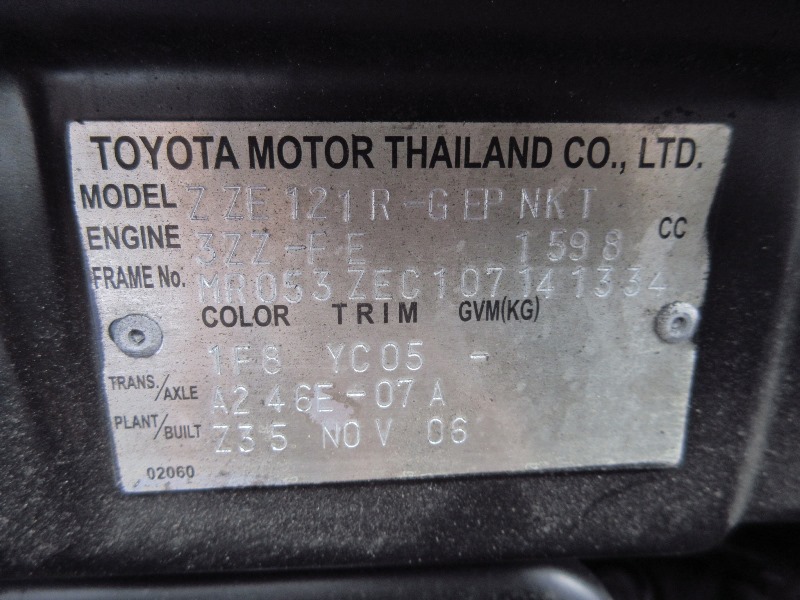 TOYOTA MOTOR THAILAND CO., LTD.
MODEL ZZE121R-GEPNKT
ENGINE 3ZZ-FE 1598 CC
FRAME No. MR053ZEC107141334
COLOR TRIM GVM(KG)
1F8 YC05 -
TRANS./AXLE A246E-07A
PLANT/BUILT Z35 NOV 06
02060